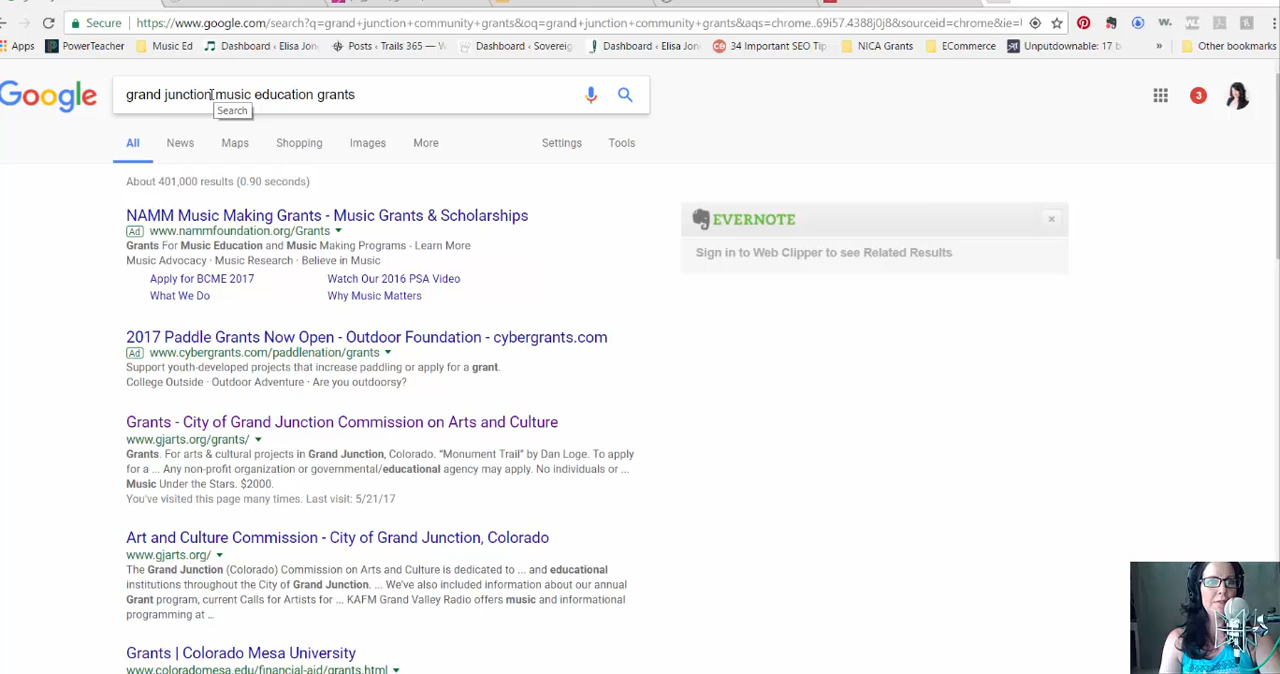 Secure https://www.google.com/search?q=grand+junction+community+grants&oq=grand+junction+community+grants&aqs=chrome..69i57.4388j0j8&sourceid=chrome&ie=
Apps PowerTeacher Music Ed Dashboard ‹ Elisa Jon Posts ‹ Trails 365 — W Dashboard ‹ Sovereig Dashboard ‹ Elisa Jon 34 Important SEO Tip NICA Grants ECommerce Unputdowable: 17 b » Other bookmarks
Google
grand junction music education grants
Search
3
All News Maps Shopping Images More Settings Tools
About 401,000 results (0.90 seconds)
NAMM Music Making Grants - Music Grants & Scholarships
Ad www.nammfoundation.org/Grants
Grants For Music Education and Music Making Programs - Learn More
Music Advocacy · Music Research · Believe in Music
Apply for BCME 2017 Watch Our 2016 PSA Video
What We Do Why Music Matters
EVERNOTE ×
Sign in to Web Clipper to see Related Results
2017 Paddle Grants Now Open - Outdoor Foundation - cybergrants.com
Ad www.cybergrants.com/paddlenation/grants
Support youth-developed projects that increase paddling or apply for a grant.
College Outside · Outdoor Adventure · Are you outdoorsy?
Grants - City of Grand Junction Commission on Arts and Culture
www.gjarts.org/grants/
Grants. For arts & cultural projects in Grand Junction, Colorado. “Monument Trail” by Dan Loge. To apply
for a ... Any non-profit organization or governmental/educational agency may apply. No individuals or ...
Music Under the Stars. $2000.
You've visited this page many times. Last visit: 5/21/17
Art and Culture Commission - City of Grand Junction, Colorado
www.gjarts.org/
The Grand Junction (Colorado) Commission on Arts and Culture is dedicated to ... and educational
institutions throughout the City of Grand Junction. ... We've also included information about our annual
Grant program, current Calls for Artists for ... KAFM Grand Valley Radio offers music and informational
programming at ...
Grants | Colorado Mesa University
www.coloradomesa.edu/financial-aid/grants.html